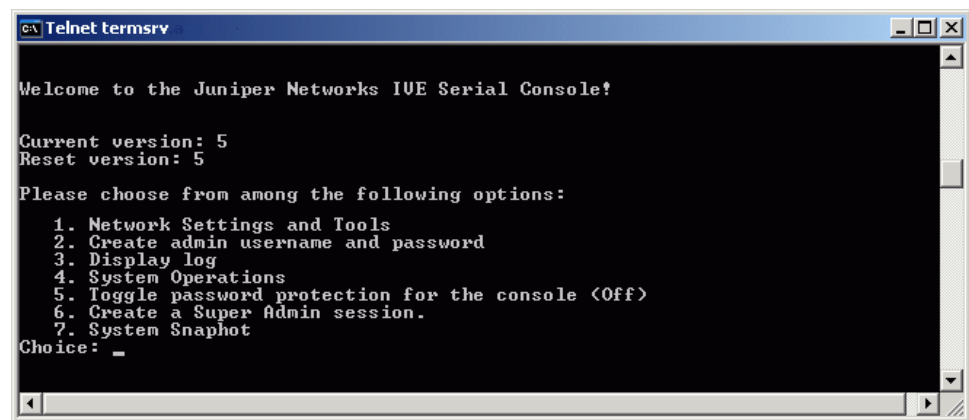 Telnet termsrv
Welcome to the Juniper Networks IVE Serial Console!
Current version: 5
Reset version: 5
Please choose from among the following options:
1. Network Settings and Tools
2. Create admin username and password
3. Display log
4. System Operations
5. Toggle password protection for the console (Off)
6. Create a Super Admin session.
7. System Snaphot
Choice: _